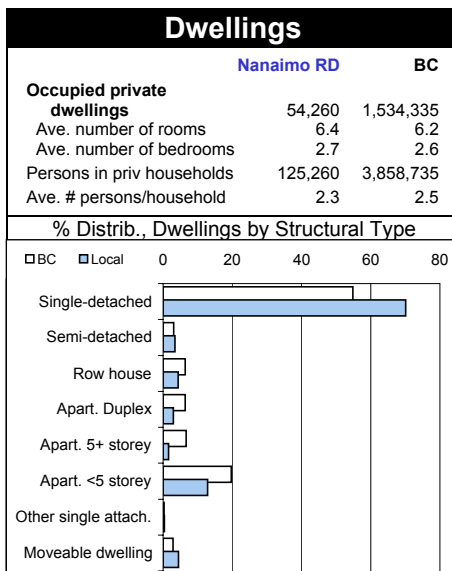 Dwellings
Nanaimo RD BC
Occupied private
dwellings 54,260 1,534,335
Ave. number of rooms 6.4 6.2
Ave. number of bedrooms 2.7 2.6
Persons in priv households 125,260 3,858,735
Ave. # persons/household 2.3 2.5
% Distrib., Dwellings by Structural Type
BC Local 0 20 40 60 80
Single-detached
Semi-detached
Row house
Apart. Duplex
Apart. 5+ storey
Apart. <5 storey
Other single attach.
Moveable dwelling